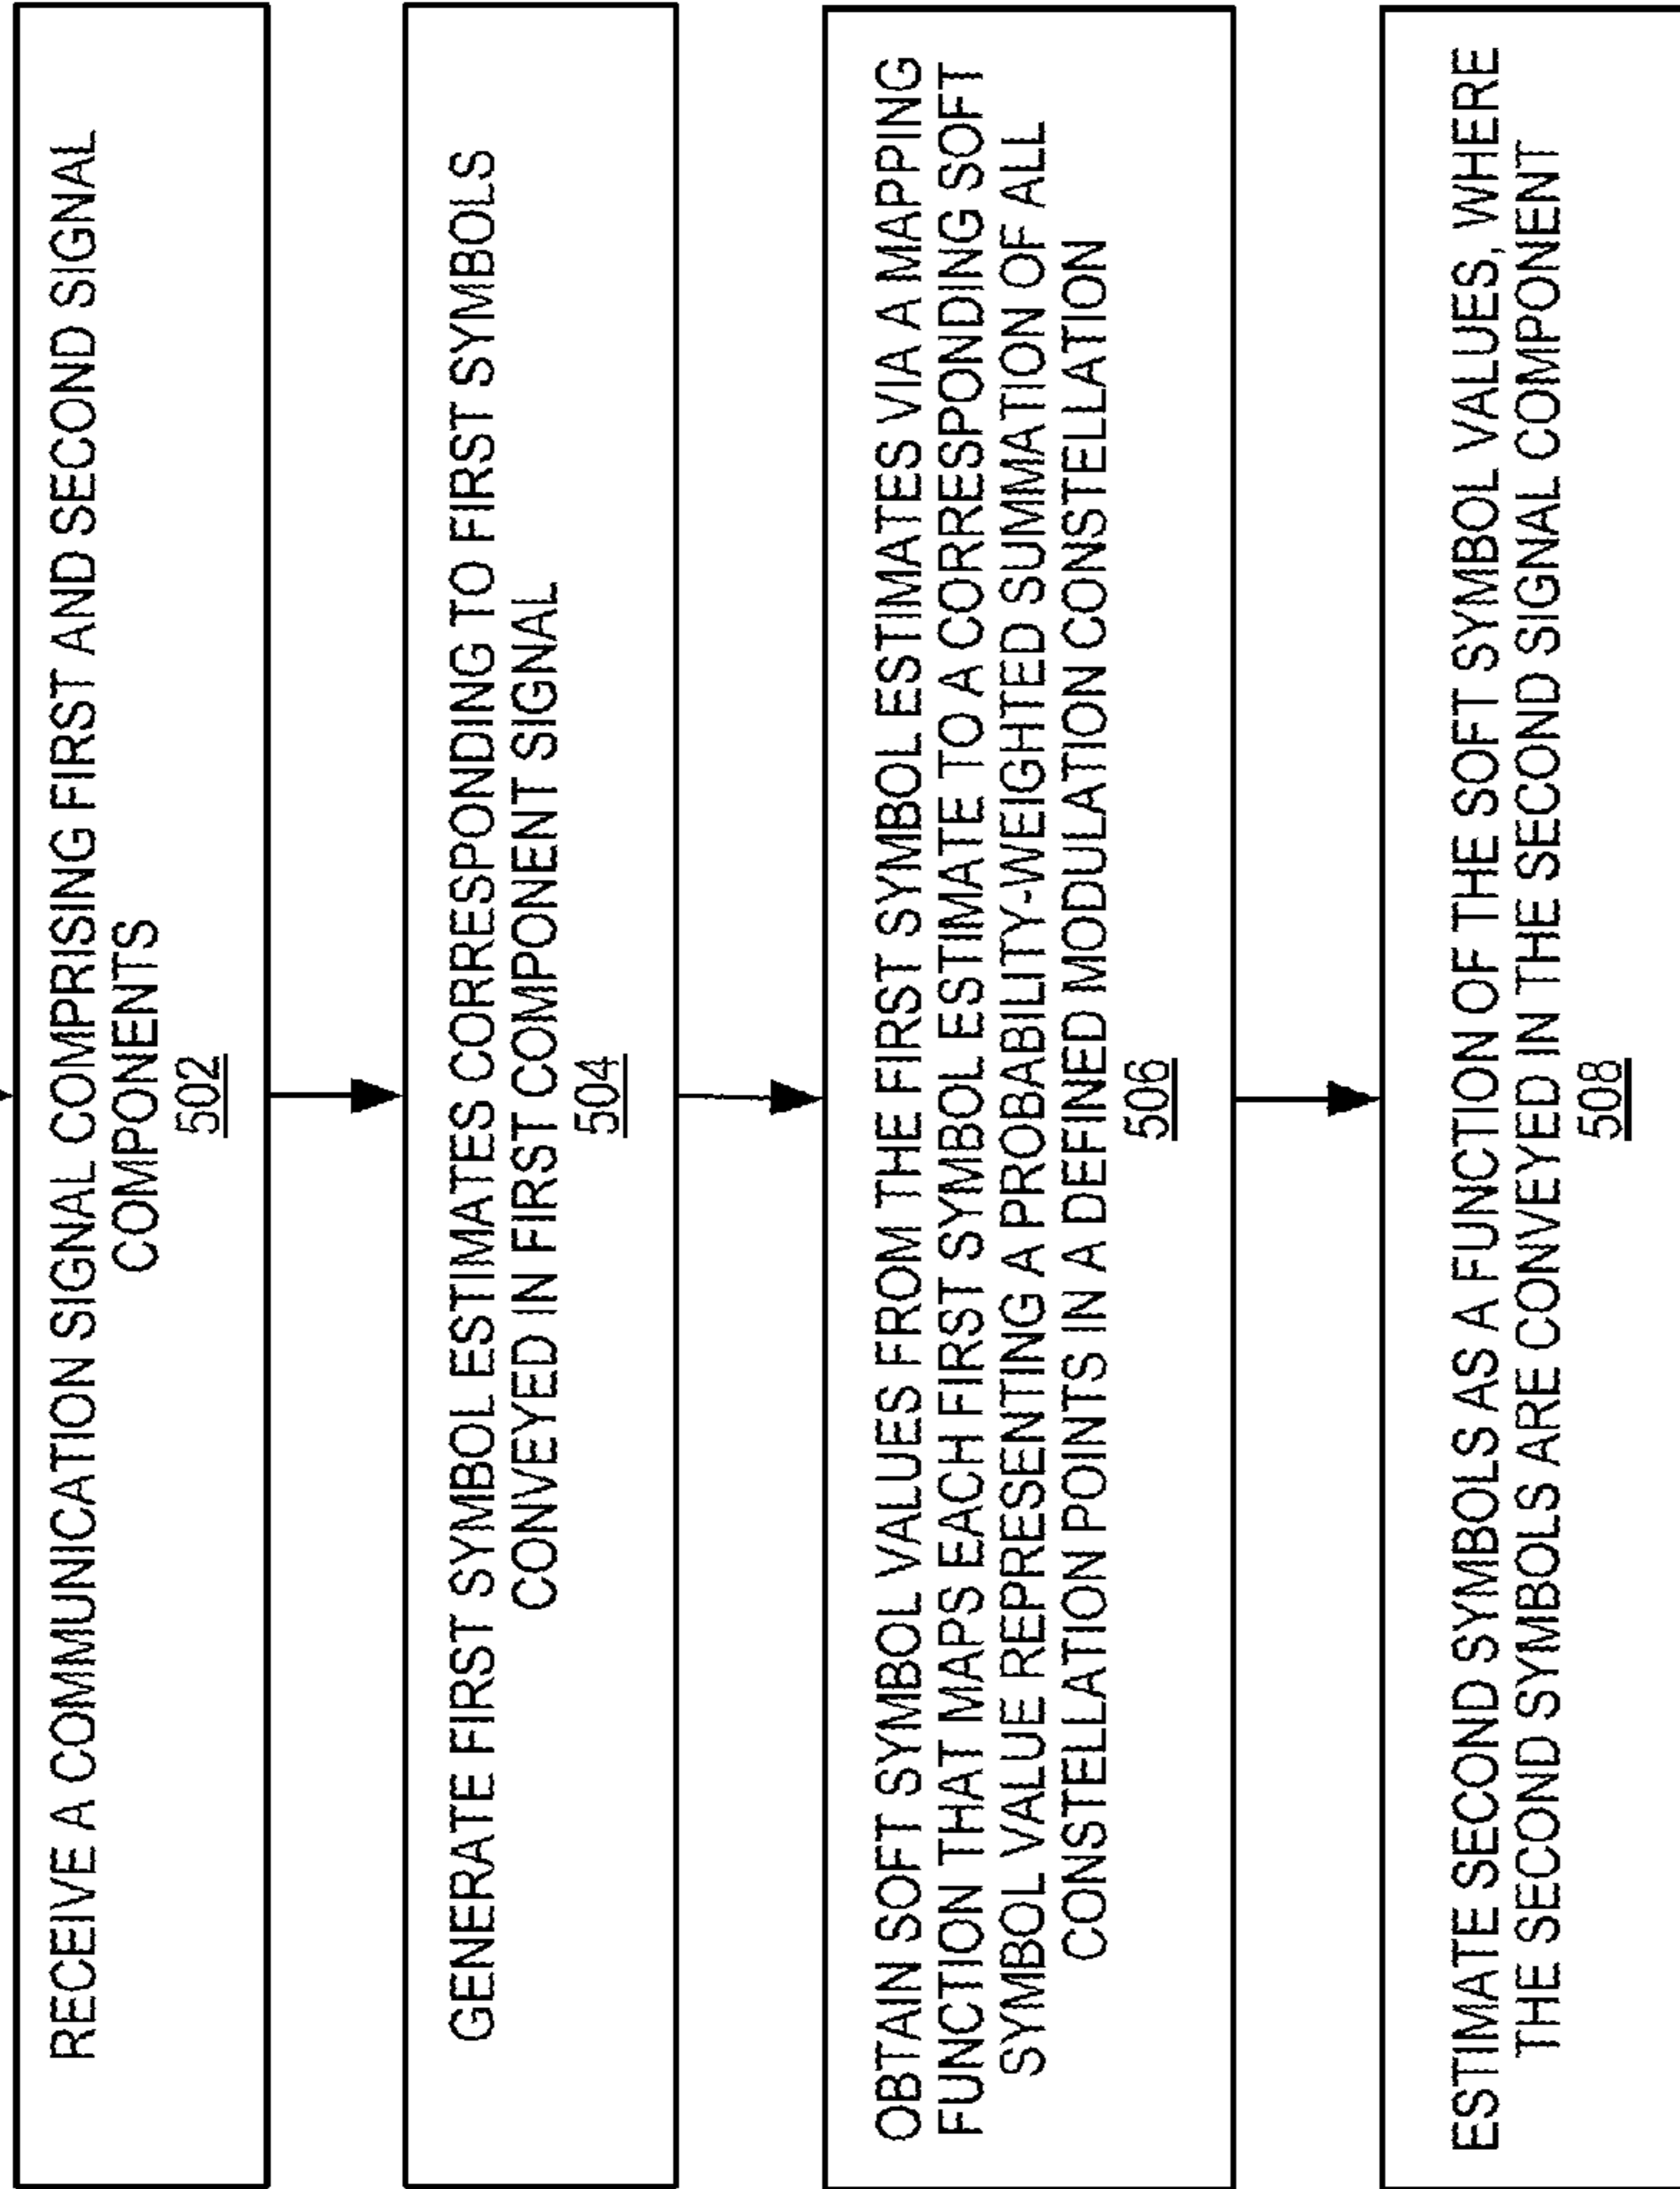 RECEIVE A COMMUNICATION SIGNAL COMPRISING FIRST AND SECOND SIGNAL
COMPONENTS
502
GENERATE FIRST SYMBOL ESTIMATES CORRESPONDING TO FIRST SYMBOLS
CONVEYED IN FIRST COMPONENT SIGNAL
504
OBTAIN SOFT SYMBOL VALUES FROM THE FIRST SYMBOL ESTIMATES VIA A MAPPING
FUNCTION THAT MAPS EACH FIRST SYMBOL ESTIMATE TO A CORRESPONDING SOFT
SYMBOL VALUE REPRESENTING A PROBABILITY-WEIGHTED SUMMATION OF ALL
CONSTELLATION POINTS IN A DEFINED MODULATION CONSTELLATION
506
ESTIMATE SECOND SYMBOLS AS A FUNCTION OF THE SOFT SYMBOL VALUES, WHERE
THE SECOND SYMBOLS ARE CONVEYED IN THE SECOND SIGNAL COMPONENT
508